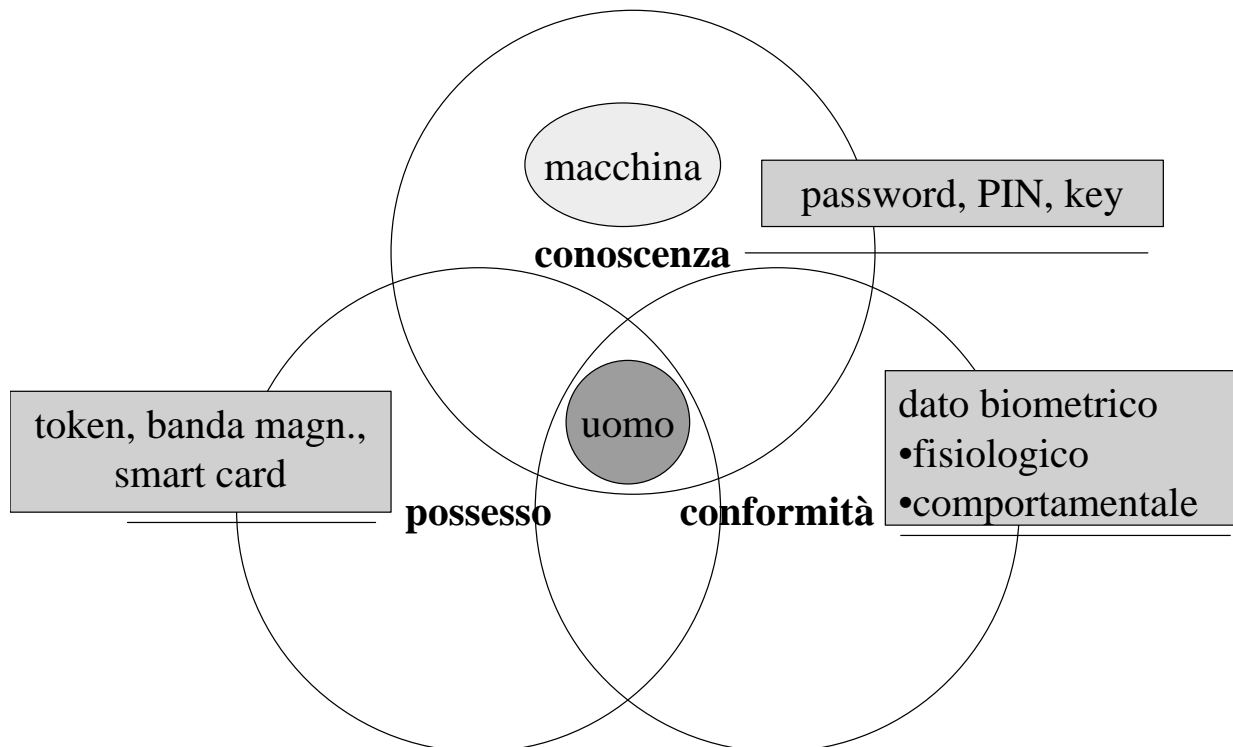 macchina
password, PIN, key
conoscenza
uomo
token, banda magn.,
smart card
dato biometrico
•fisiologico
•comportamentale
possesso
conformità